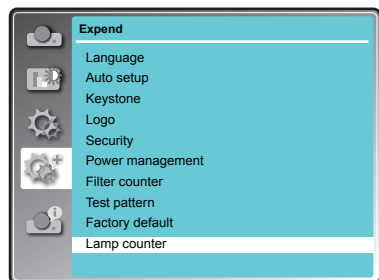 Expend
Language
Auto setup
Keystone
Logo
Security
Power management
Filter counter
Test pattern
Factory default
Lamp counter